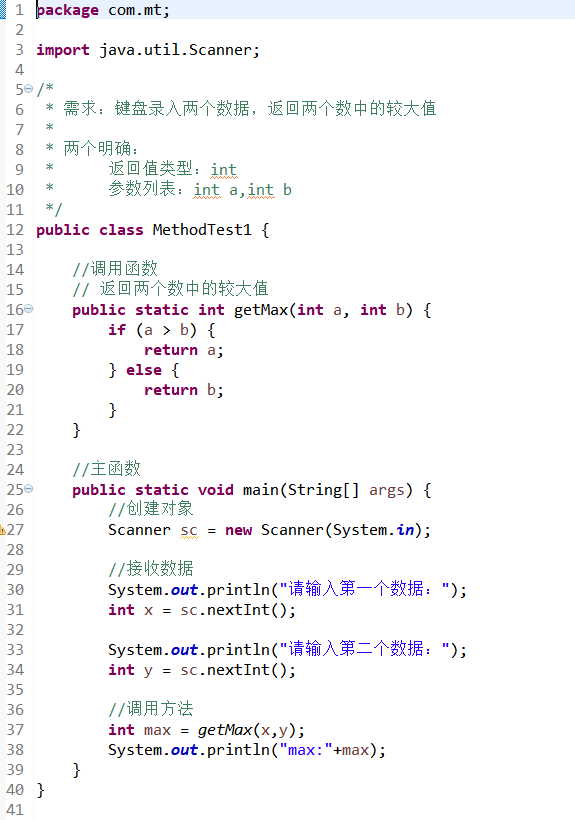 1 package com.mt;
2
3 import java.util.Scanner;
4
5 /*
6  * 需求：键盘录入两个数据，返回两个数中的较大值
7  *
8  * 两个明确：
9  *      返回值类型：int
10  *      参数列表：int a,int b
11  */
12 public class MethodTest1 {
13
14     //调用函数
15     // 返回两个数中的较大值
16     public static int getMax(int a, int b) {
17         if (a > b) {
18             return a;
19         } else {
20             return b;
21         }
22     }
23
24     //主函数
25     public static void main(String[] args) {
26         //创建对象
27         Scanner sc = new Scanner(System.in);
28
29         //接收数据
30         System.out.println("请输入第一个数据：");
31         int x = sc.nextInt();
32
33         System.out.println("请输入第二个数据：");
34         int y = sc.nextInt();
35
36         //调用方法
37         int max = getMax(x,y);
38         System.out.println("max:"+max);
39     }
40 }
41